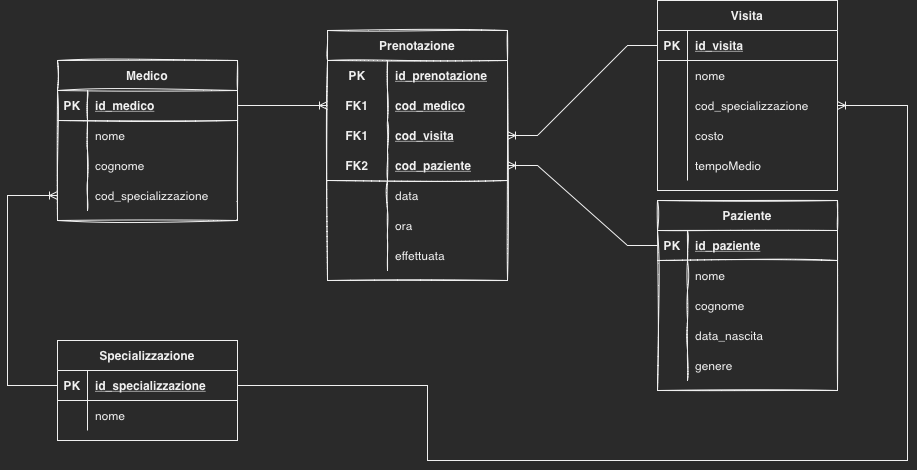 Medico
PK id_medico
nome
cognome
cod_specializzazione
Prenotazione
PK id_prenotazione
FK1 cod_medico
FK1 cod_visita
FK2 cod_paziente
data
ora
effettuata
Visita
PK id_visita
nome
cod_specializzazione
costo
tempoMedio
Paziente
PK id_paziente
nome
cognome
data_nascita
genere
Specializzazione
PK id_specializzazione
nome